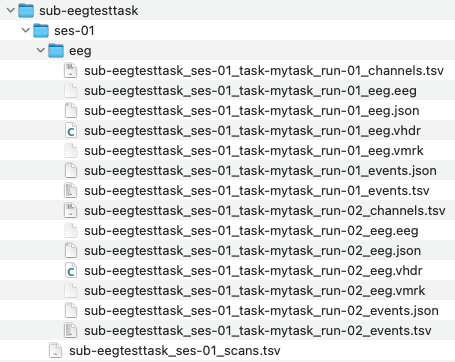 sub-eegtesttask
ses-01
eeg
sub-eegtesttask_ses-01_task-mytask_run-01_channels.tsv
sub-eegtesttask_ses-01_task-mytask_run-01_eeg.eeg
sub-eegtesttask_ses-01_task-mytask_run-01_eeg.json
sub-eegtesttask_ses-01_task-mytask_run-01_eeg.vhdr
sub-eegtesttask_ses-01_task-mytask_run-01_eeg.vmrk
sub-eegtesttask_ses-01_task-mytask_run-01_events.json
sub-eegtesttask_ses-01_task-mytask_run-01_events.tsv
sub-eegtesttask_ses-01_task-mytask_run-02_channels.tsv
sub-eegtesttask_ses-01_task-mytask_run-02_eeg.eeg
sub-eegtesttask_ses-01_task-mytask_run-02_eeg.json
sub-eegtesttask_ses-01_task-mytask_run-02_eeg.vhdr
sub-eegtesttask_ses-01_task-mytask_run-02_eeg.vmrk
sub-eegtesttask_ses-01_task-mytask_run-02_events.json
sub-eegtesttask_ses-01_task-mytask_run-02_events.tsv
sub-eegtesttask_ses-01_scans.tsv